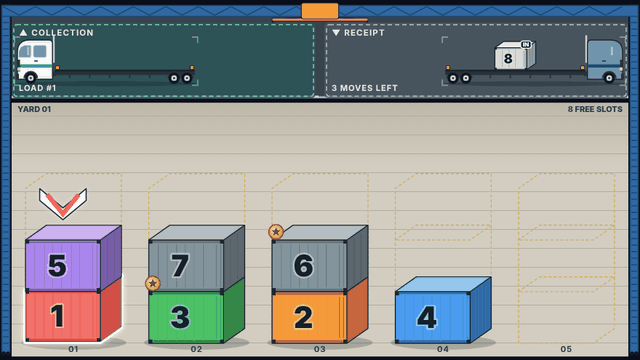 ▲ COLLECTION
LOAD #1
▼ RECEIPT
8 IN
3 MOVES LEFT
YARD 01
8 FREE SLOTS
5 7 6
1 3 2 4
01 02 03 04 05